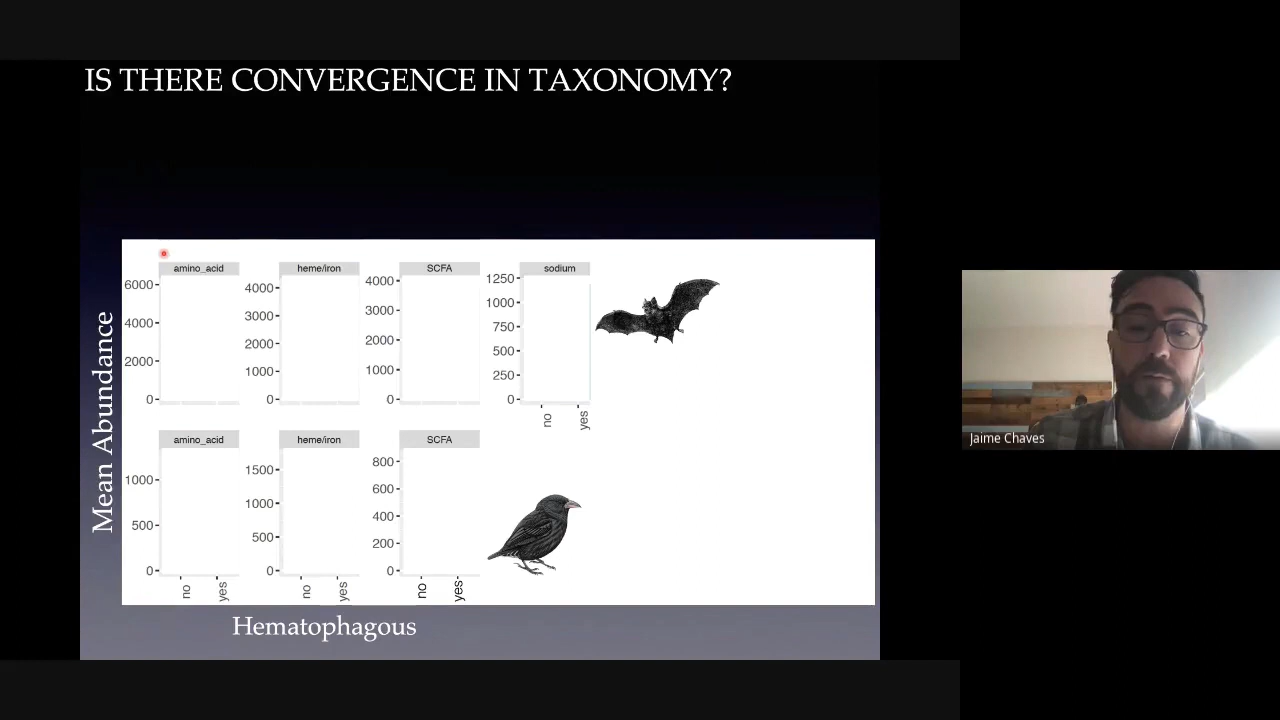 IS THERE CONVERGENCE IN TAXONOMY?
Mean Abundance
amino_acid
6000
4000
2000
0
heme/iron
4000
3000
2000
1000
0
SCFA
4000
3000
2000
1000
0
sodium
1250
1000
750
500
250
0
no
yes
amino_acid
1000
500
0
no
yes
heme/iron
1500
1000
500
0
no
yes
SCFA
800
600
400
200
0
no
yes
Hematophagous
Jaime Chaves